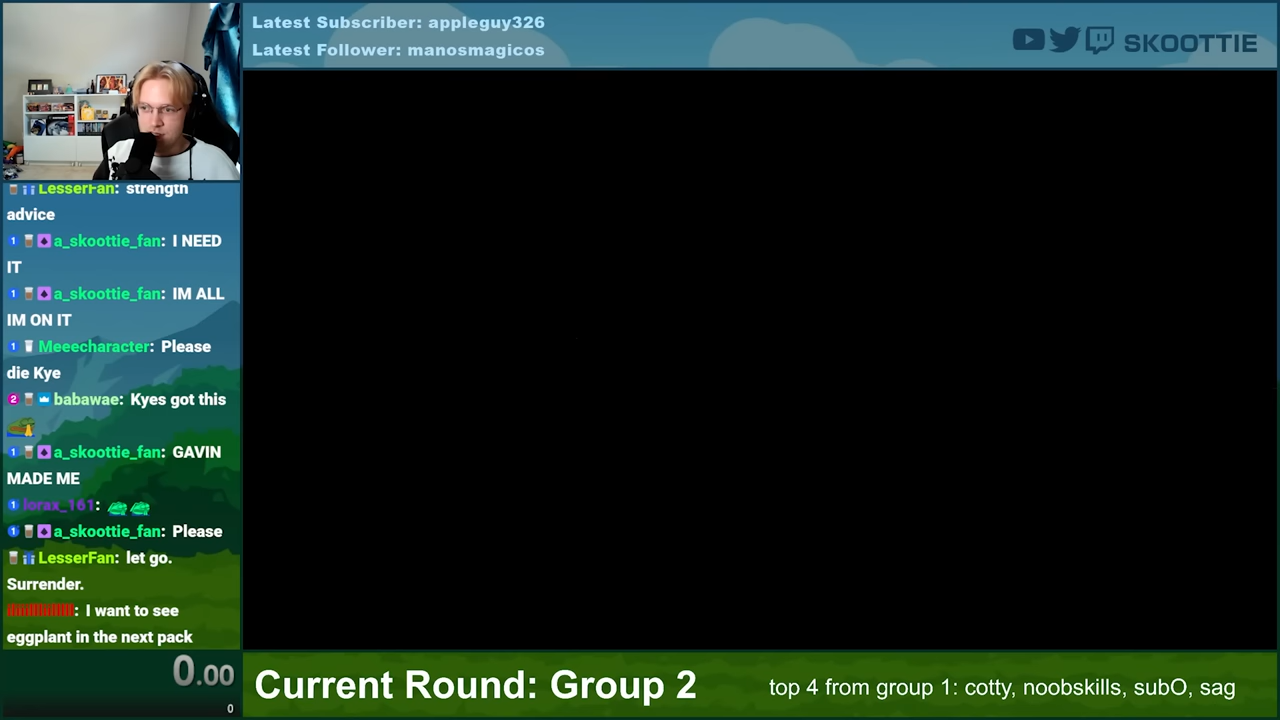 Latest Subscriber: appleguy326
Latest Follower: manosmagicos
SKOOTTIE
LesserFan: strength
advice
a_skoottie_fan: I NEED
IT
a_skoottie_fan: IM ALL
IM ON IT
Meeecharacter: Please
die Kye
babawae: Kyes got this
a_skoottie_fan: GAVIN
MADE ME
lorax_161:
a_skoottie_fan: Please
LesserFan: let go.
Surrender.
: I want to see
eggplant in the next pack
0.00
0
Current Round: Group 2
top 4 from group 1: cotty, noobskills, subO, sag